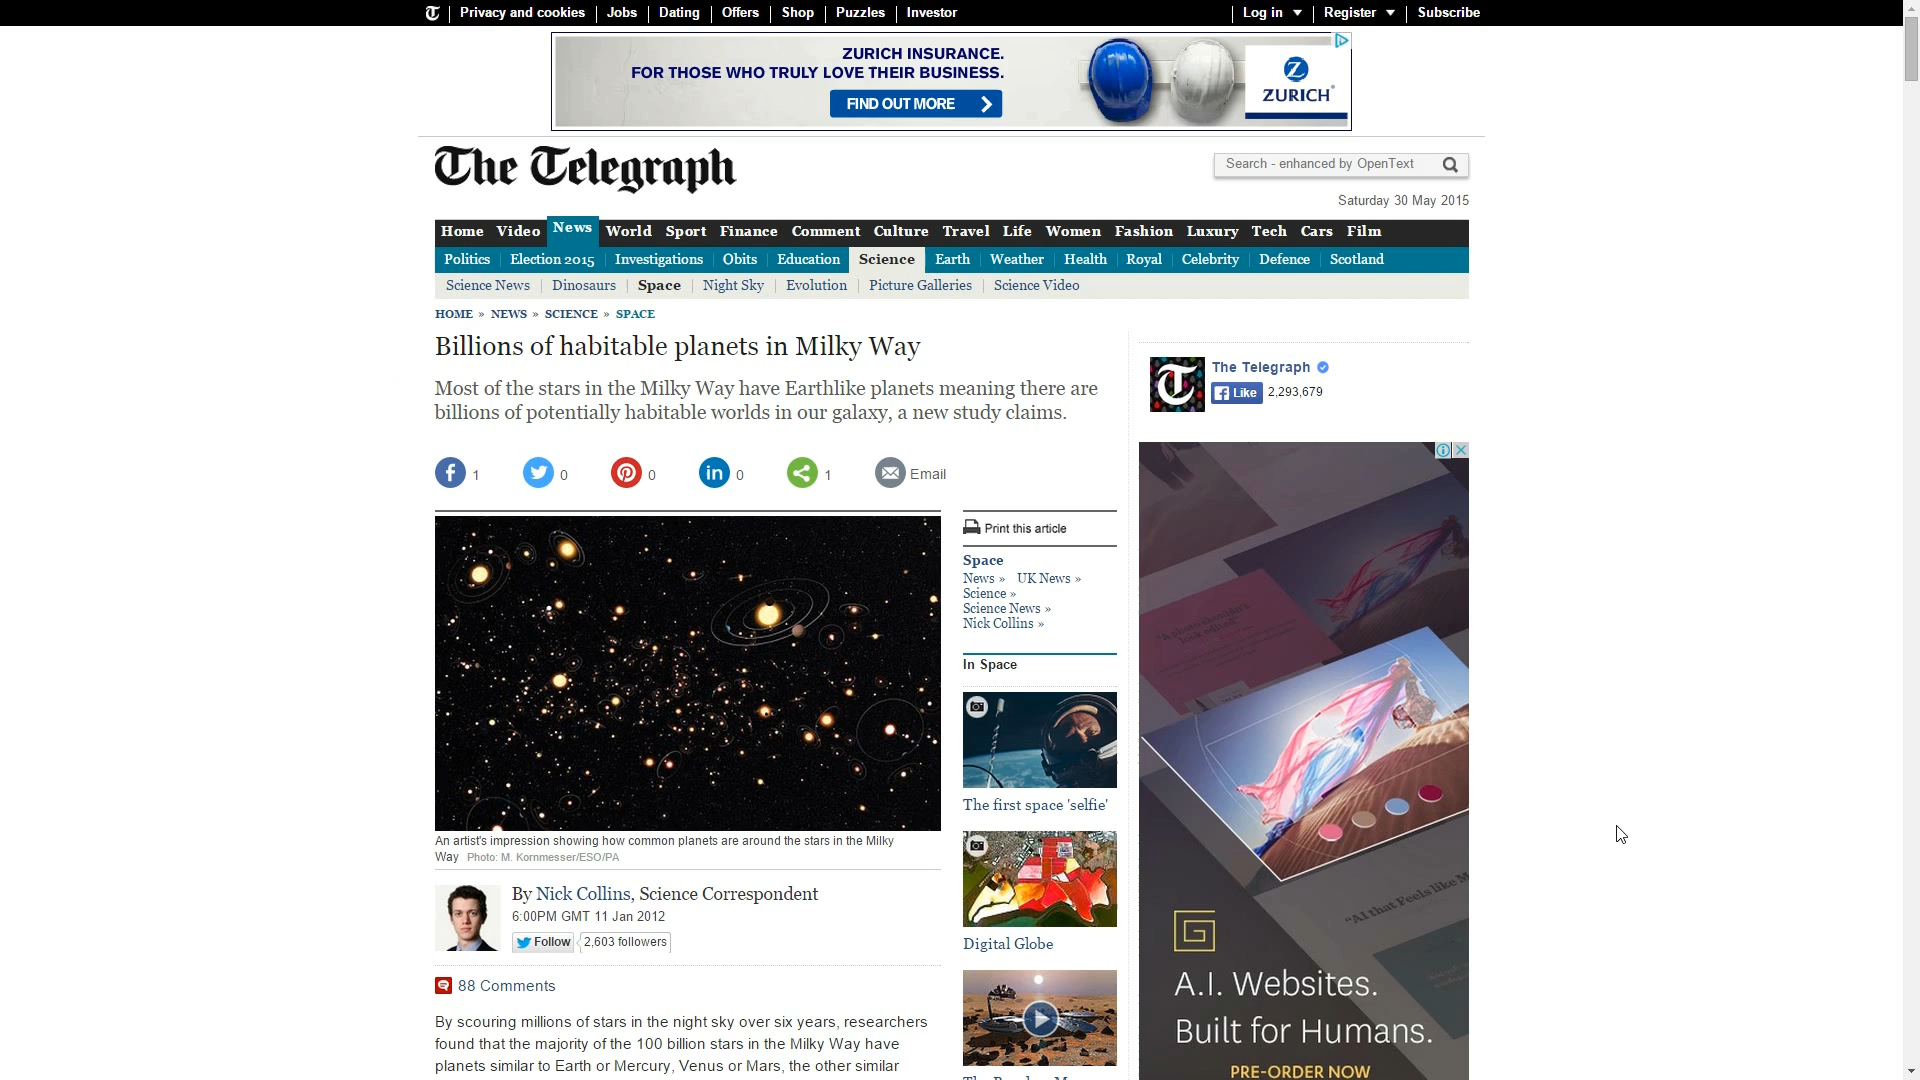 Privacy and cookies Jobs Dating Offers Shop Puzzles Investor Log in Register Subscribe
ZURICH INSURANCE.
FOR THOSE WHO TRULY LOVE THEIR BUSINESS.
FIND OUT MORE
ZURICH
The Telegraph
Search - enhanced by OpenText
Saturday 30 May 2015
Home Video News World Sport Finance Comment Culture Travel Life Women Fashion Luxury Tech Cars Film
Politics Election 2015 Investigations Obits Education Science Earth Weather Health Royal Celebrity Defence Scotland
Science News Dinosaurs Space Night Sky Evolution Picture Galleries Science Video
HOME » NEWS » SCIENCE » SPACE
Billions of habitable planets in Milky Way
Most of the stars in the Milky Way have Earthlike planets meaning there are
billions of potentially habitable worlds in our galaxy, a new study claims.
1 0 0 0 1 Email
An artist's impression showing how common planets are around the stars in the Milky
Way Photo: M. Kornmesser/ESO/PA
By Nick Collins, Science Correspondent
6:00PM GMT 11 Jan 2012
Follow 2,603 followers
88 Comments
By scouring millions of stars in the night sky over six years, researchers
found that the majority of the 100 billion stars in the Milky Way have
planets similar to Earth or Mercury, Venus or Mars, the other similar
Print this article
Space
News » UK News »
Science »
Science News »
Nick Collins »
In Space
The first space 'selfie'
Digital Globe
The Telegraph
Like 2,293,679
"A photo shouldn't
look edited"
"AI that Feels like M
A.I. Websites.
Built for Humans.
PRE-ORDER NOW